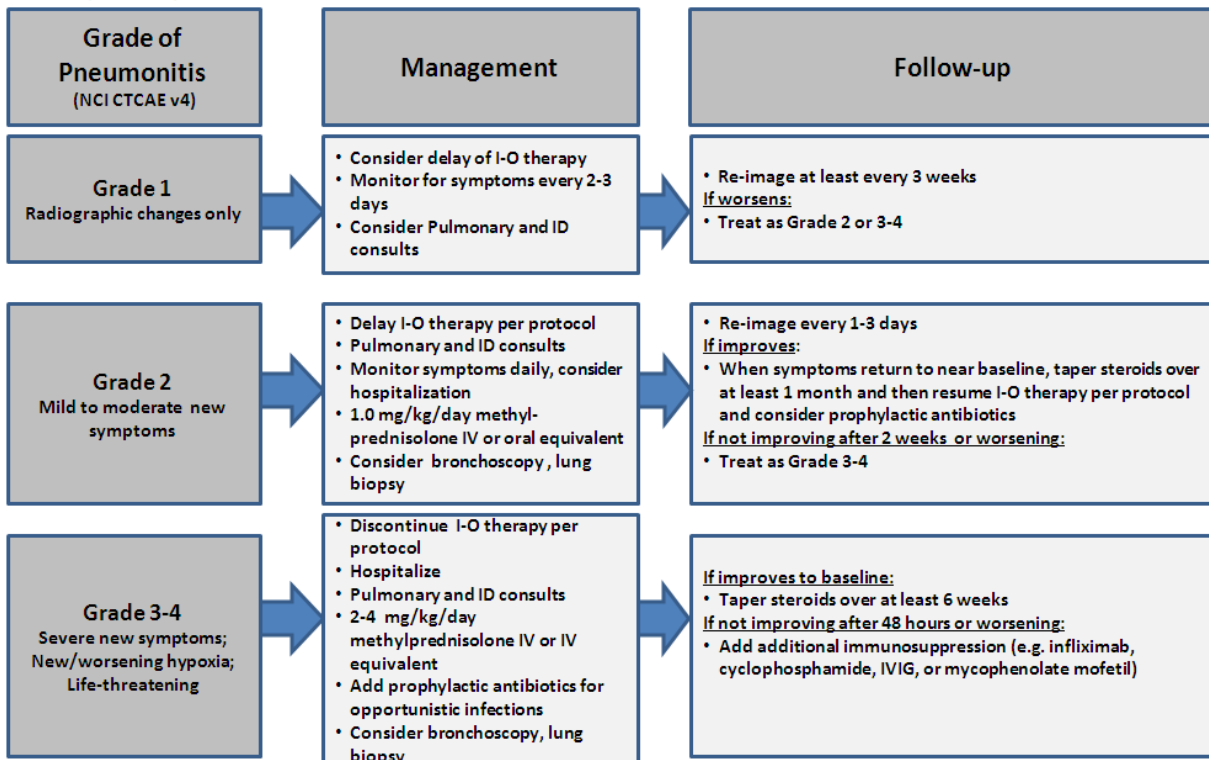 Grade of
Pneumonitis
(NCI CTCAE v4)
Management
Follow-up
Grade 1
Radiographic changes only
• Consider delay of I-O therapy
• Monitor for symptoms every 2-3
days
• Consider Pulmonary and ID
consults
• Re-image at least every 3 weeks
If worsens:
• Treat as Grade 2 or 3-4
Grade 2
Mild to moderate new
symptoms
• Delay I-O therapy per protocol
• Pulmonary and ID consults
• Monitor symptoms daily, consider
hospitalization
• 1.0 mg/kg/day methyl-
prednisolone IV or oral equivalent
• Consider bronchoscopy, lung
biopsy
• Re-image every 1-3 days
If improves:
• When symptoms return to near baseline, taper steroids over
at least 1 month and then resume I-O therapy per protocol
and consider prophylactic antibiotics
If not improving after 2 weeks or worsening:
• Treat as Grade 3-4
Grade 3-4
Severe new symptoms;
New/worsening hypoxia;
Life-threatening
• Discontinue I-O therapy per
protocol
• Hospitalize
• Pulmonary and ID consults
• 2-4 mg/kg/day
methylprednisolone IV or IV
equivalent
• Add prophylactic antibiotics for
opportunistic infections
• Consider bronchoscopy, lung
biopsy
If improves to baseline:
• Taper steroids over at least 6 weeks
If not improving after 48 hours or worsening:
• Add additional immunosuppression (e.g. infliximab,
cyclophosphamide, IVIG, or mycophenolate mofetil)